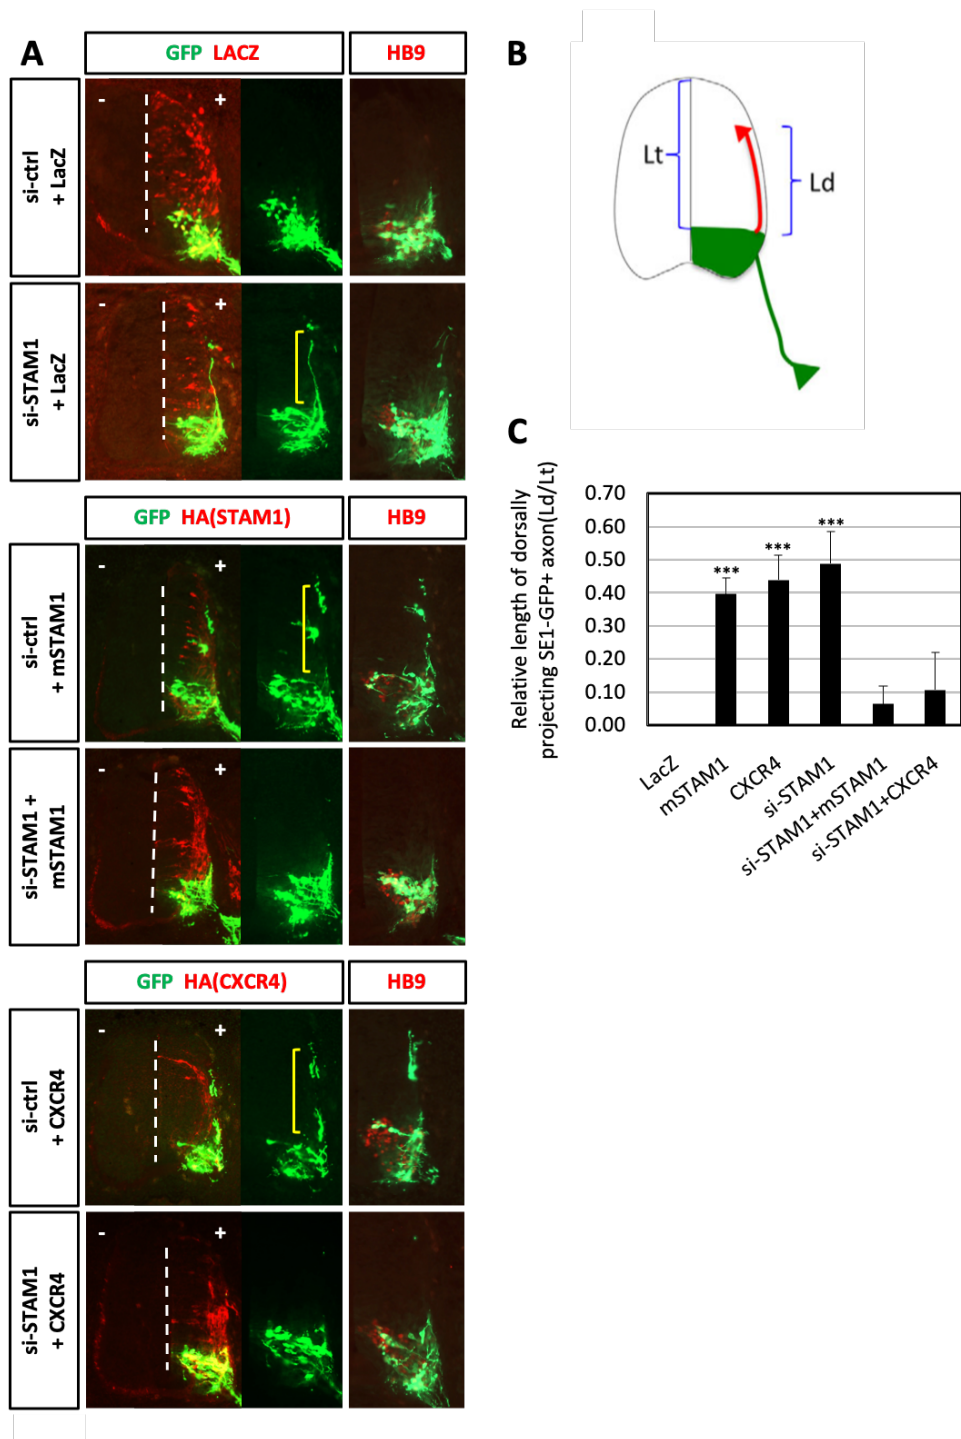 A
GFP LACZ
HB9
si-ctrl
+ LacZ
- +
si-STAM1
+ LacZ
- +
GFP HA(STAM1)
HB9
si-ctrl
+ mSTAM1
- +
si-STAM1 +
mSTAM1
- +
GFP HA(CXCR4)
HB9
si-ctrl
+ CXCR4
- +
si-STAM1
+ CXCR4
- +
B
Lt
Ld
C
Relative length of dorsally
projecting SE1-GFP+ axon(Ld/Lt)
0.70
0.60
0.50
0.40
0.30
0.20
0.10
0.00
***
***
***
LacZ
mSTAM1
CXCR4
si-STAM1
si-STAM1+mSTAM1
si-STAM1+CXCR4